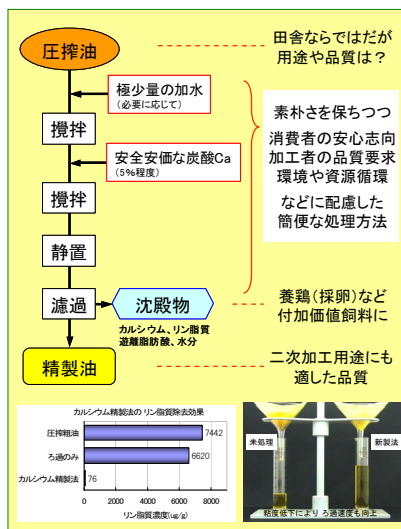 圧搾油
田舎ならではだが
用途や品質は？
極少量の加水
（必要に応じて）
攪拌
安全安価な炭酸Ca
（5%程度）
攪拌
静置
濾過
素朴さを保ちつつ
消費者の安心志向
加工者の品質要求
環境や資源循環
などに配慮した
簡便な処理方法
沈殿物
カルシウム、リン脂質
遊離脂肪酸、水分
養鶏（採卵）など
付加価値飼料に
精製油
二次加工用途にも
適した品質
カルシウム精製法の リン脂質除去効果
圧搾粗油
7442
ろ過のみ
6620
カルシウム精製法
76
0 2000 4000 6000 8000
リン脂質濃度(ug/g)
未処理
新製法
粘度低下により ろ過速度も向上